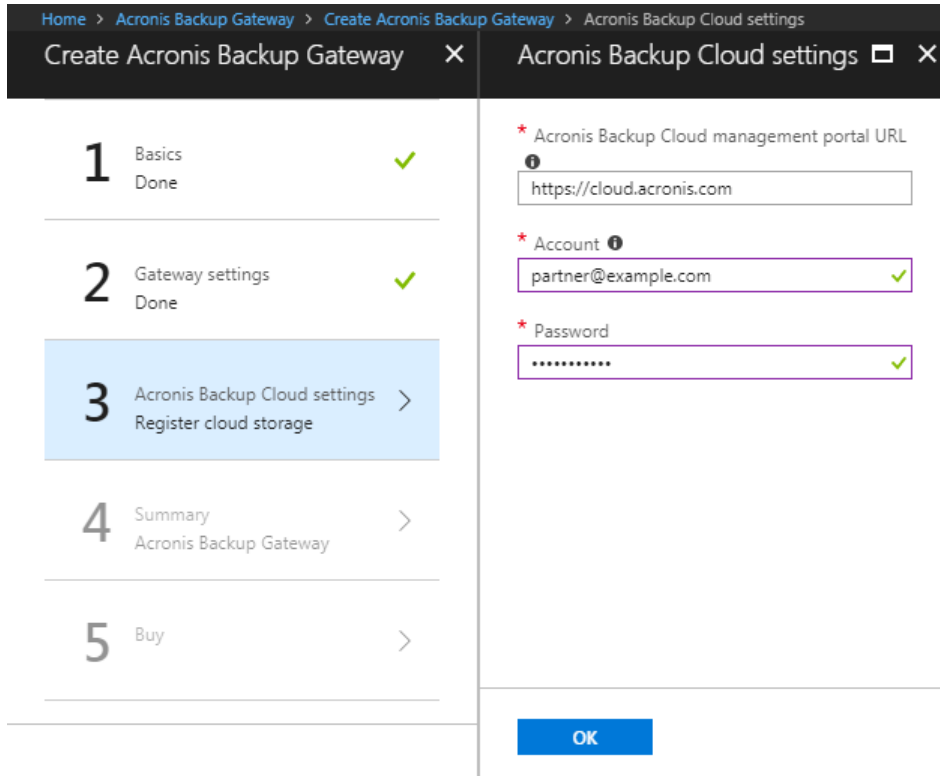 Home > Acronis Backup Gateway > Create Acronis Backup Gateway > Acronis Backup Cloud settings
Create Acronis Backup Gateway
1
Basics
Done
2
Gateway settings
Done
3
Acronis Backup Cloud settings
Register cloud storage
4
Summary
Acronis Backup Gateway
5
Buy
Acronis Backup Cloud settings
* Acronis Backup Cloud management portal URL
https://cloud.acronis.com
* Account
partner@example.com
* Password
•••••••••••
OK